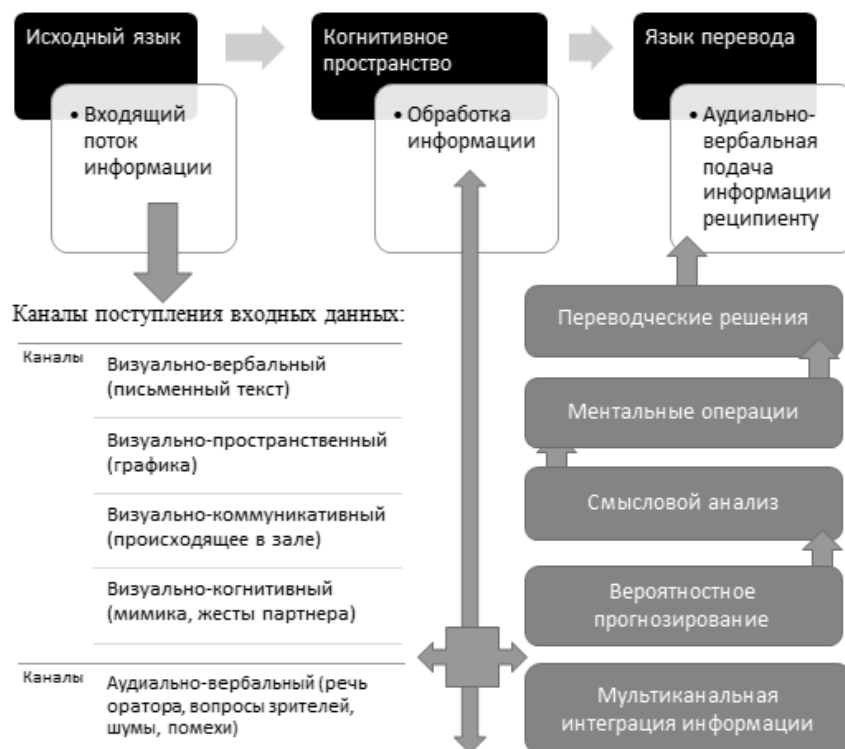 Исходный язык
Когнитивное
пространство
Язык перевода
• Входящий
поток
информации
• Обработка
информации
• Аудиально-
вербальная
подача
информации
реципиенту
Каналы поступления входных данных:
Каналы
Визуально-вербальный
(письменный текст)
Визуально-пространственный
(графика)
Визуально-коммуникативный
(происходящее в зале)
Визуально-когнитивный
(мимика, жесты партнера)
Каналы
Аудиально-вербальный (речь
оратора, вопросы зрителей,
шумы, помехи)
Переводческие решения
Ментальные операции
Смысловой анализ
Вероятностное
прогнозирование
Мультиканальная
интеграция информации